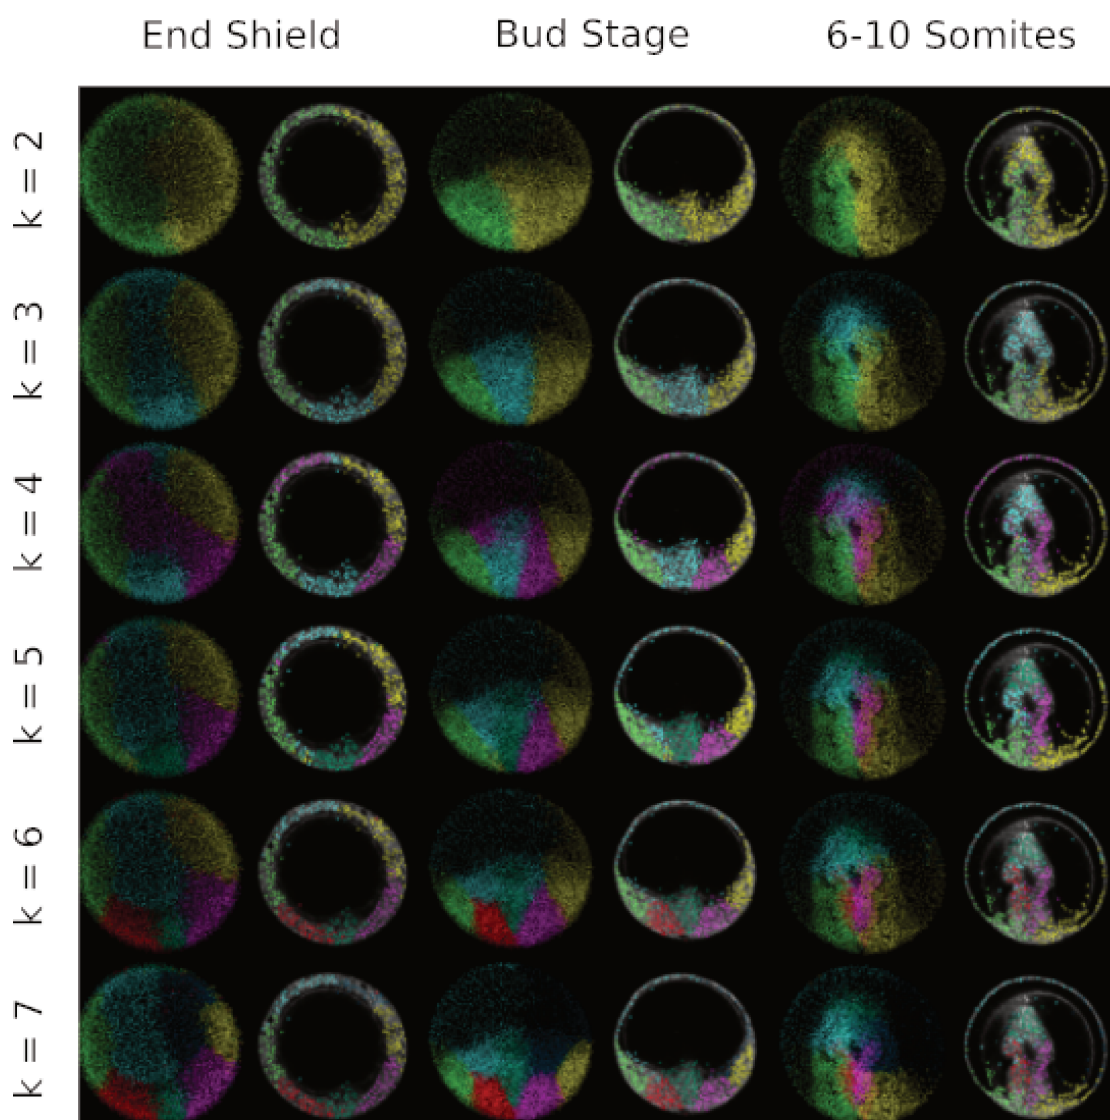 End Shield Bud Stage 6-10 Somites
k = 2
k = 3
k = 4
k = 5
k = 6
k = 7